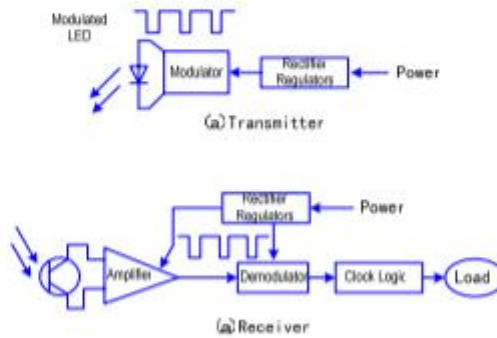 Modulated
LED
Modulator
Rectifier
Regulators
Power
(a)Transmitter
Rectifier
Regulators
Power
Amplifier
Demodulator
Clock Logic
Load
(a)Receiver